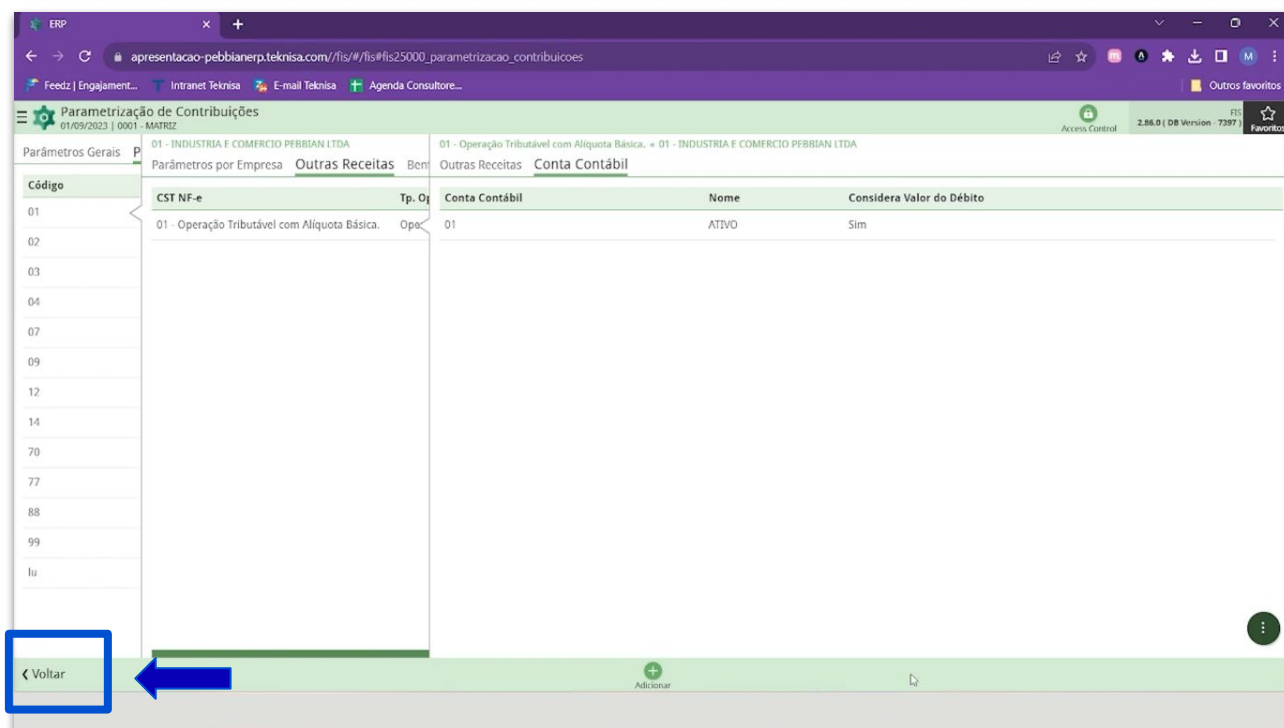 ERP
apresentacao-pebbianerp.teknisa.com//fis/#/fis#fis25000_parametrizacao_contribuicoes
M
Feedz | Engajament... Intranet Teknisa E-mail Teknisa Agenda Consultore... Outros favoritos
Parametrização de Contribuições
01/09/2023 | 0001 - MATRIZ
Access Control
FIS
2.86.0 ( DB Version - 7397 )
Favoritos
Parâmetros Gerais P
01 - INDUSTRIA E COMERCIO PEBBIAN LTDA
Parâmetros por Empresa Outras Receitas Ben
01 - Operação Tributável com Alíquota Básica. « 01 - INDUSTRIA E COMERCIO PEBBIAN LTDA
Outras Receitas Conta Contábil
Código
01
02
03
04
07
09
12
14
70
77
88
99
lu
CST NF-e Tp. Op
01 - Operação Tributável com Alíquota Básica. Ope
Conta Contábil Nome Considera Valor do Débito
01 ATIVO Sim
Voltar
Adicionar